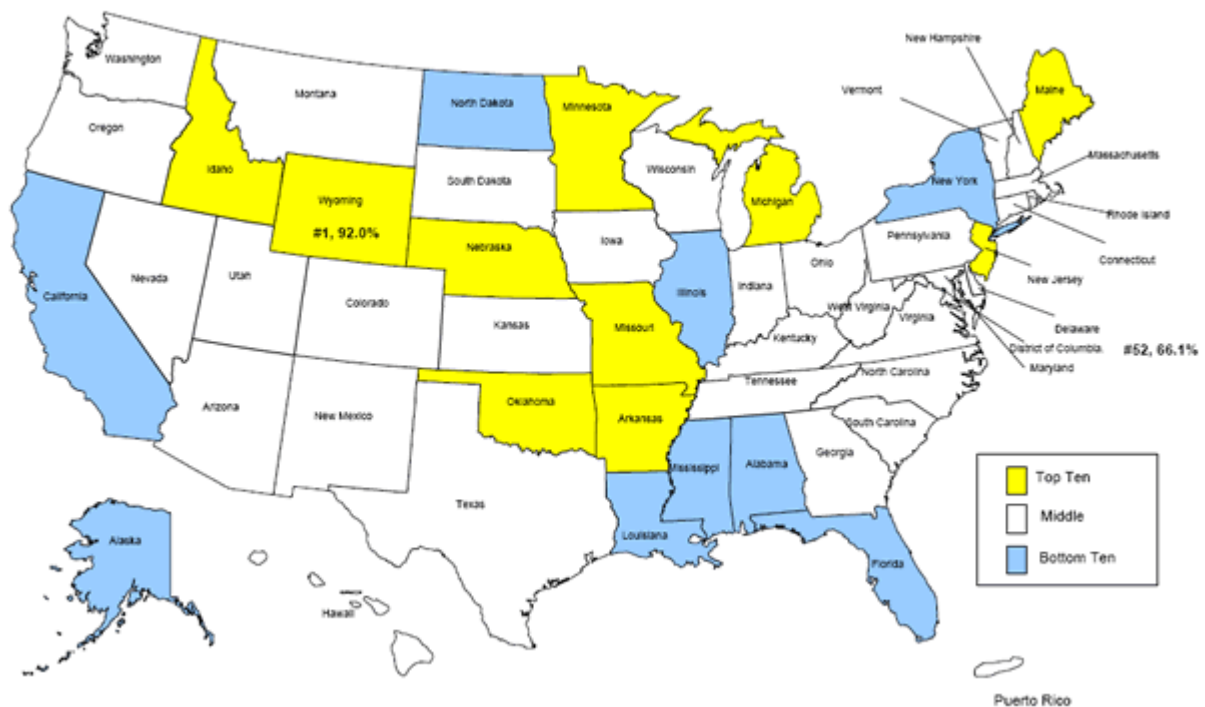 New Hampshire
Washington
Vermont
Maine
Montana
North Dakota
Minnesota
Oregon
Massachusetts
Idaho
Wisconsin
South Dakota
New York
Wyoming
Michigan
Rhode Island
#1, 92.0%
Pennsylvania
Iowa
Nebraska
Connecticut
Ohio
Nevada
Utah
New Jersey
Indiana
Illinois
California
Colorado
West Virginia
Virginia
Kansas
Missouri
Delaware
Kentucky
District of Columbia.
#52, 66.1%
Maryland
North Carolina
Tennessee
Oklahoma
Arizona
New Mexico
Arkansas
South Carolina
Georgia
Mississippi
Alabama
Top Ten
Texas
Middle
Louisiana
Alaska
Bottom Ten
Florida
Hawaii
Puerto Rico